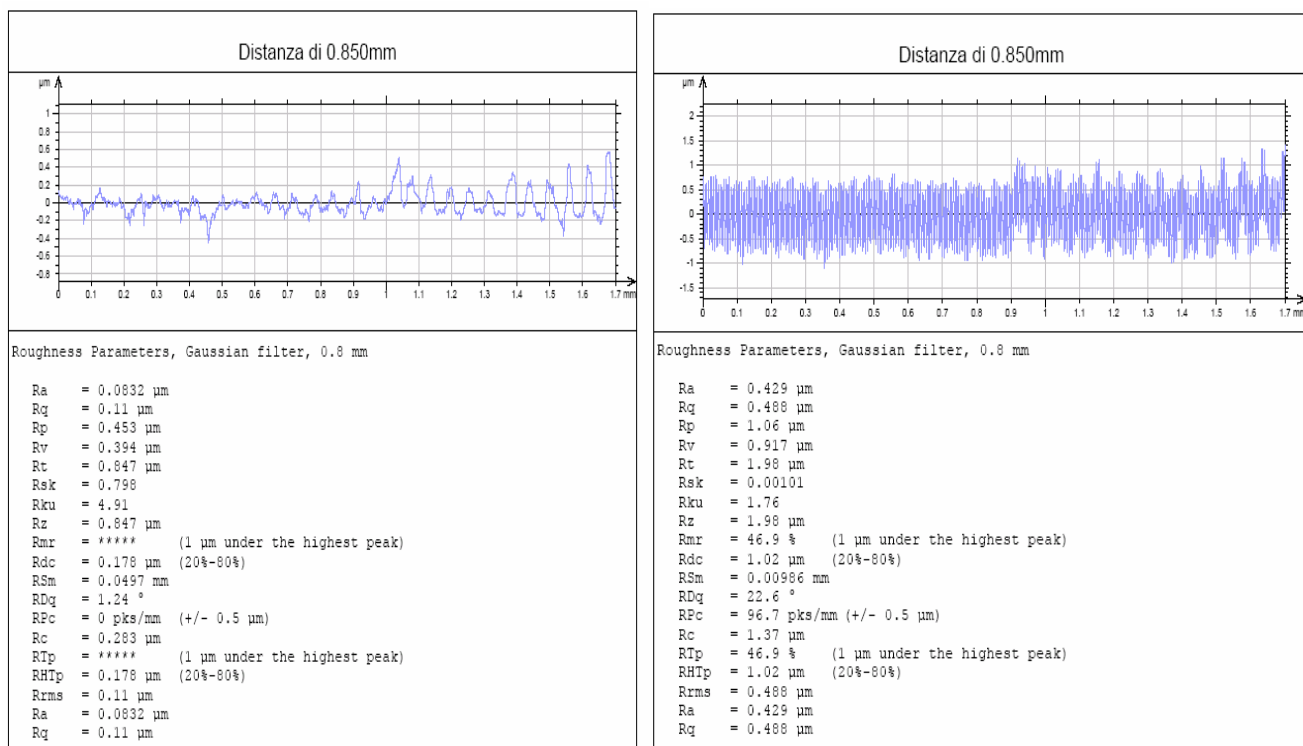 Distanza di 0.850mm
µm
1
0.8
0.6
0.4
0.2
0
-0.2
-0.4
-0.6
-0.8
0 0.1 0.2 0.3 0.4 0.5 0.6 0.7 0.8 0.9 1 1.1 1.2 1.3 1.4 1.5 1.6 1.7 mm
Roughness Parameters, Gaussian filter, 0.8 mm
Ra = 0.0832 µm
Rq = 0.11 µm
Rp = 0.453 µm
Rv = 0.394 µm
Rt = 0.847 µm
Rsk = 0.798
Rku = 4.91
Rz = 0.847 µm
Rmr = ***** (1 µm under the highest peak)
Rdc = 0.178 µm (20%-80%)
RSm = 0.0497 mm
RDq = 1.24 °
RPc = 0 pks/mm (+/- 0.5 µm)
Rc = 0.283 µm
RTp = ***** (1 µm under the highest peak)
RHTp = 0.178 µm (20%-80%)
Rrms = 0.11 µm
Ra = 0.0832 µm
Rq = 0.11 µm
Distanza di 0.850mm
µm
2
1.5
1
0.5
0
-0.5
-1
-1.5
0 0.1 0.2 0.3 0.4 0.5 0.6 0.7 0.8 0.9 1 1.1 1.2 1.3 1.4 1.5 1.6 1.7 mm
Roughness Parameters, Gaussian filter, 0.8 mm
Ra = 0.429 µm
Rq = 0.488 µm
Rp = 1.06 µm
Rv = 0.917 µm
Rt = 1.98 µm
Rsk = 0.00101
Rku = 1.76
Rz = 1.98 µm
Rmr = 46.9 % (1 µm under the highest peak)
Rdc = 1.02 µm (20%-80%)
RSm = 0.00986 mm
RDq = 22.6 °
RPc = 96.7 pks/mm (+/- 0.5 µm)
Rc = 1.37 µm
RTp = 46.9 % (1 µm under the highest peak)
RHTp = 1.02 µm (20%-80%)
Rrms = 0.488 µm
Ra = 0.429 µm
Rq = 0.488 µm